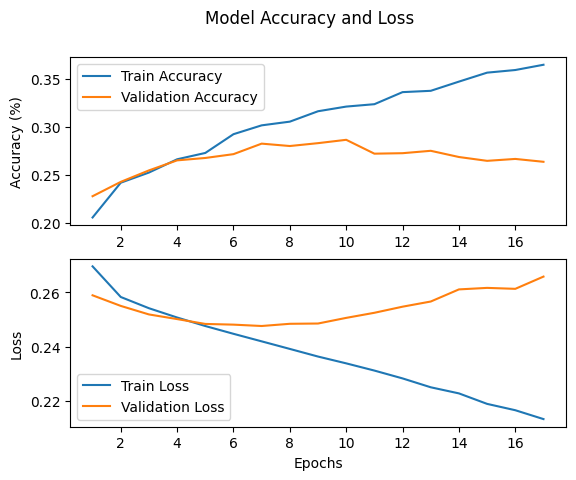 Model Accuracy and Loss
Train Accuracy
Validation Accuracy
Accuracy (%)
0.35
0.30
0.25
0.20
2 4 6 8 10 12 14 16
0.26
0.24
0.22
Loss
Train Loss
Validation Loss
2 4 6 8 10 12 14 16
Epochs